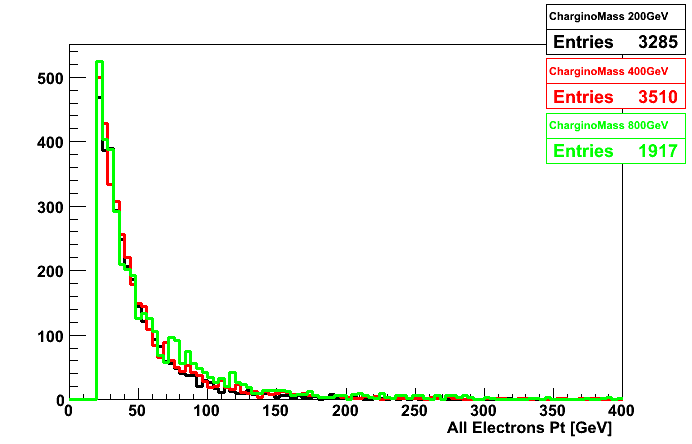 CharginoMass 200GeV
Entries 3285
CharginoMass 400GeV
Entries 3510
CharginoMass 800GeV
Entries 1917
500
400
300
200
100
0
0 50 100 150 200 250 300 350 400
All Electrons Pt [GeV]